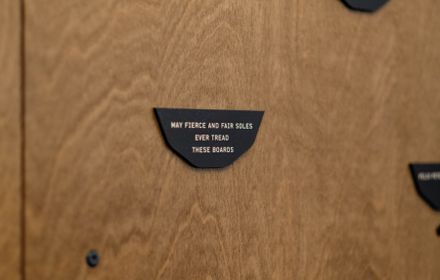 MAY FIERCE AND FAIR SOLES
EVER TREAD
THESE BOARDS